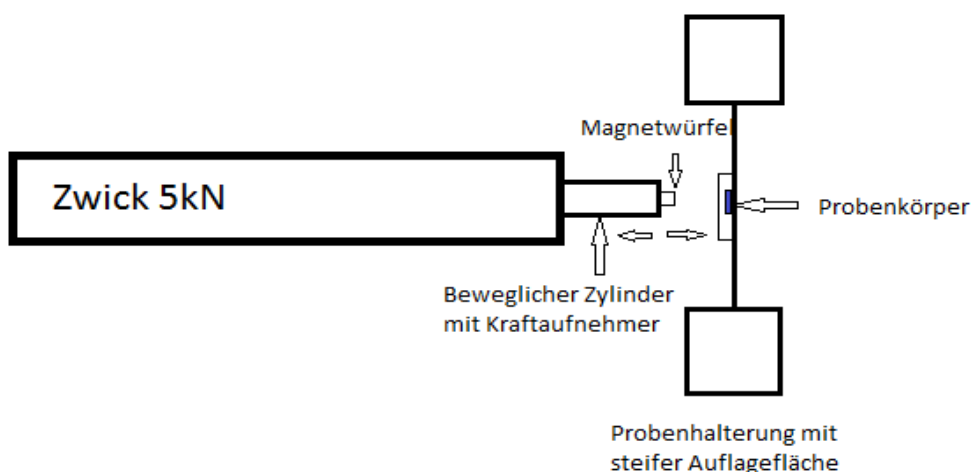 Magnetwürfel
Zwick 5kN
Probenkörper
Beweglicher Zylinder
mit Kraftaufnehmer
Probenhalterung mit
steifer Auflagefläche